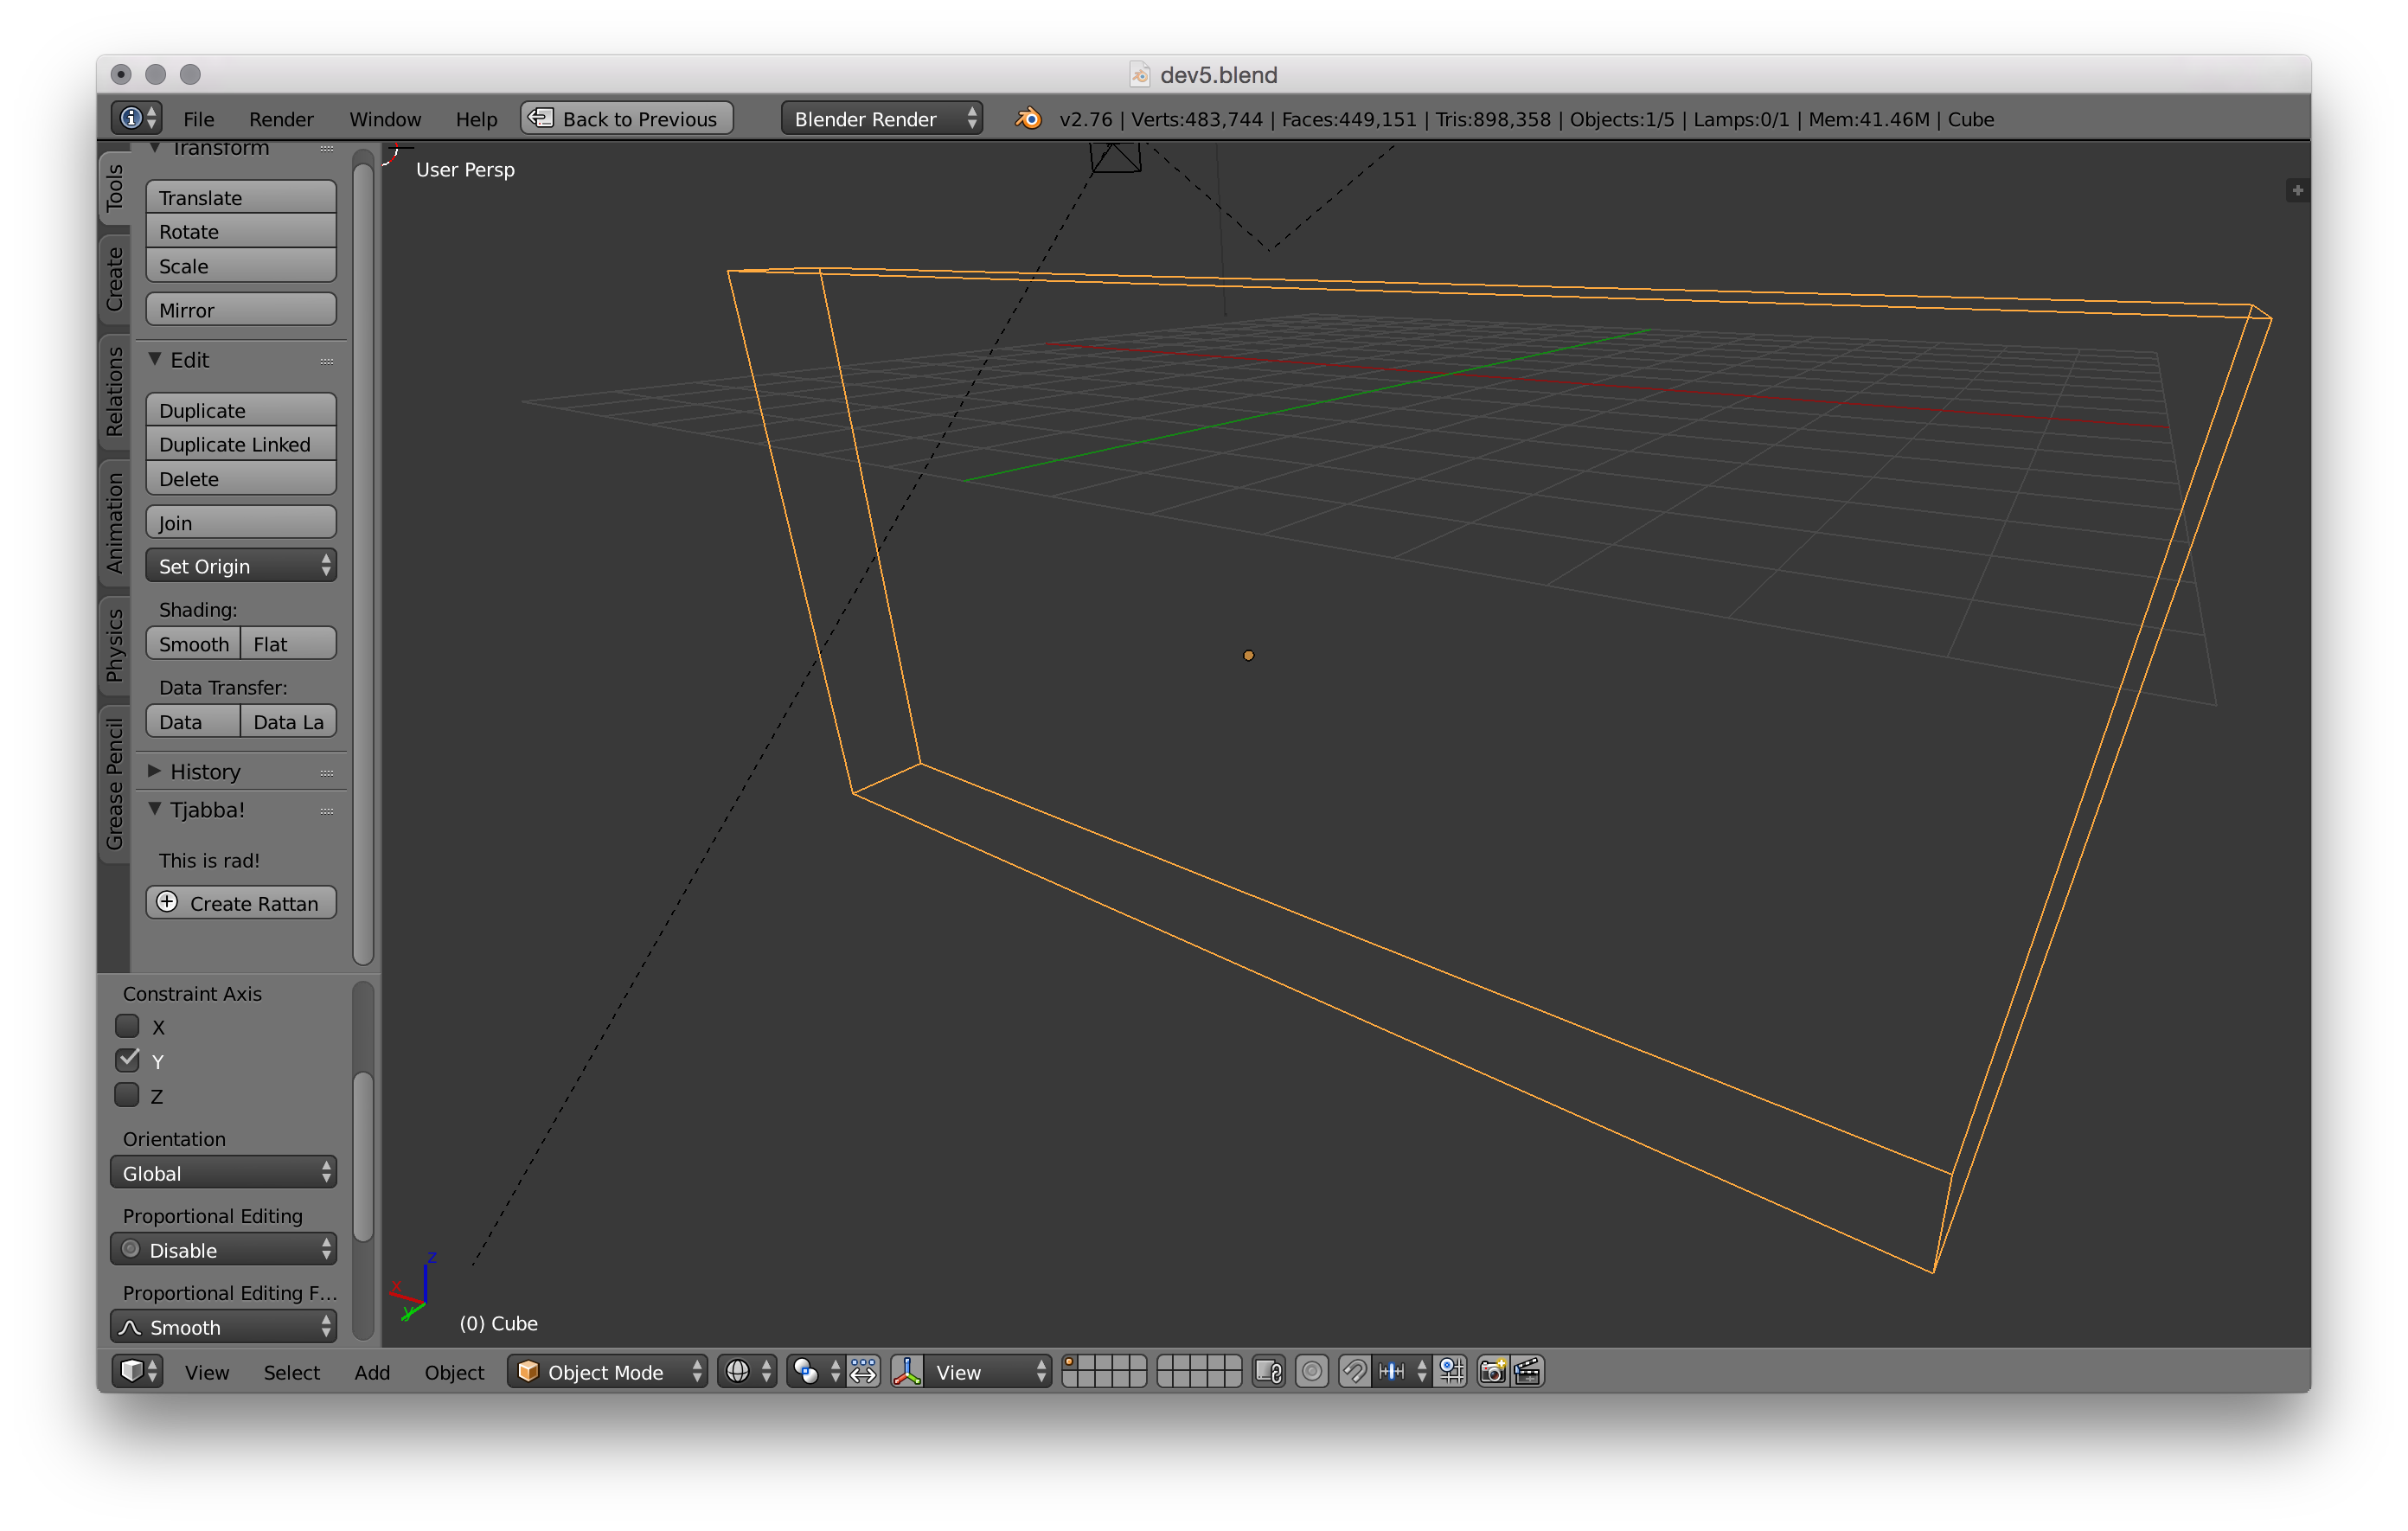 dev5.blend
File Render Window Help Back to Previous Blender Render v2.76 | Verts:483,744 | Faces:449,151 | Tris:898,358 | Objects:1/5 | Lamps:0/1 | Mem:41.46M | Cube
Tools
Create
Relations
Animation
Physics
Grease Pencil
Transform
Translate
Rotate
Scale
Mirror
Edit
Duplicate
Duplicate Linked
Delete
Join
Set Origin
Shading:
Smooth Flat
Data Transfer:
Data Data La
History
Tjabba!
This is rad!
Create Rattan
Constraint Axis
X
Y
Z
Orientation
Global
Proportional Editing
Disable
Proportional Editing F...
Smooth
User Persp
z
x
y
(0) Cube
View Select Add Object Object Mode View